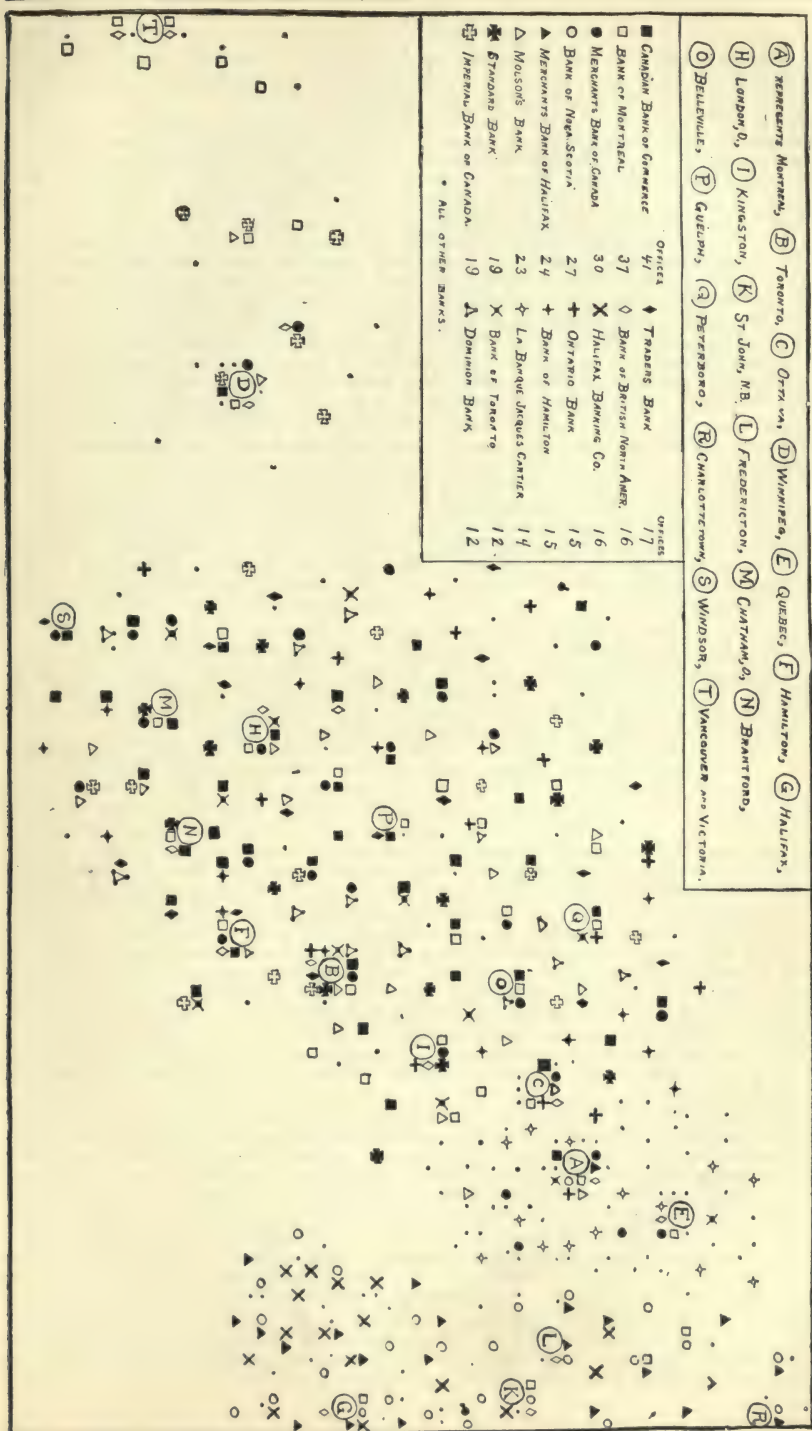 Ⓐ REPRESENTS MONTREAL, Ⓑ TORONTO, Ⓒ OTTAWA, Ⓓ WINNIPEG, Ⓔ QUEBEC, Ⓕ HAMILTON, Ⓖ HALIFAX,
Ⓗ LONDON, O., Ⓘ KINGSTON, Ⓚ ST JOHN, N.B. Ⓛ FREDERICTON, Ⓜ CHATHAM, O, Ⓝ BRANTFORD,
Ⓞ BELLEVILLE, Ⓟ GUELPH, Ⓠ PETERBORO, Ⓡ CHARLOTTETOWN, Ⓢ WINDSOR, Ⓣ VANCOUVER AND VICTORIA.
OFFICES
CANADIAN BANK OF COMMERCE 41
BANK OF MONTREAL 37
MERCHANTS BANK OF CANADA 30
BANK OF NOVA SCOTIA 27
MERCHANTS BANK OF HALIFAX 24
MOLSON'S BANK 23
STANDARD BANK 19
IMPERIAL BANK OF CANADA. 19
OFFICES
TRADERS BANK 17
BANK OF BRITISH NORTH AMER. 16
HALIFAX BANKING CO. 16
ONTARIO BANK 15
BANK OF HAMILTON 15
LA BANQUE JACQUES CARTIER 14
BANK OF TORONTO 12.
DOMINION BANK 12
• ALL OTHER BANKS.
T
D
S
M
H
N
P
F
B
Q
O
I
C
A
E
L
K
G
R